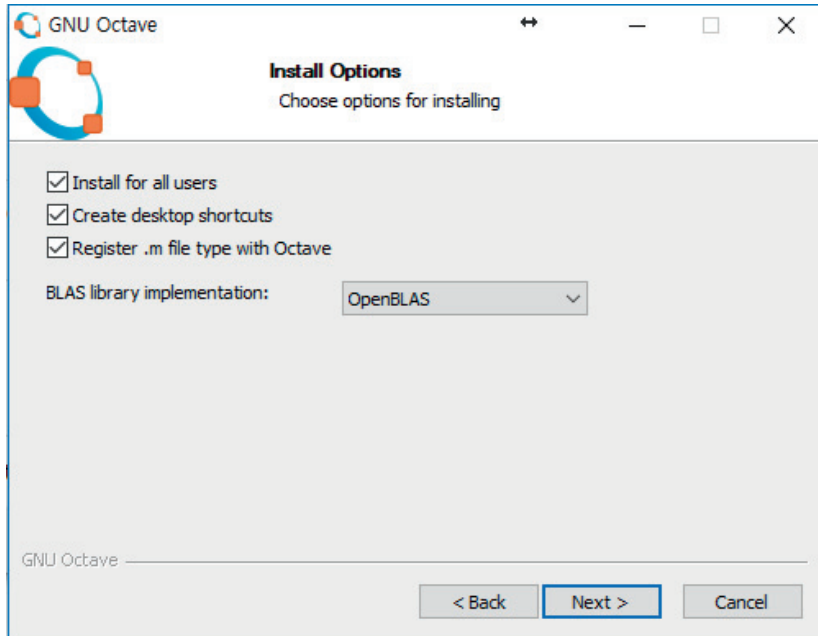 GNU Octave
Install Options
Choose options for installing
Install for all users
Create desktop shortcuts
Register .m file type with Octave
BLAS library implementation: OpenBLAS
GNU Octave
< Back Next > Cancel